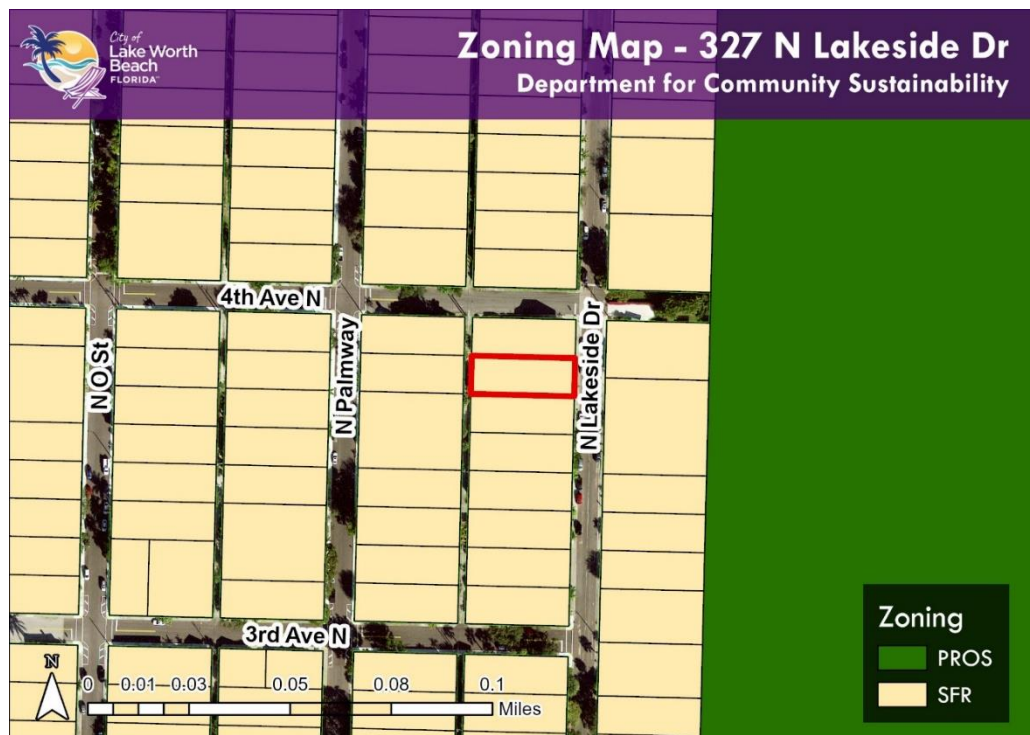 City of
Lake Worth
Beach
FLORIDA™
Zoning Map - 327 N Lakeside Dr
Department for Community Sustainability
4th Ave N
N O St
N Palmway
N Lakeside Dr
3rd Ave N
N
0 0.01 0.03 0.05 0.08 0.1
Miles
Zoning
PROS
SFR